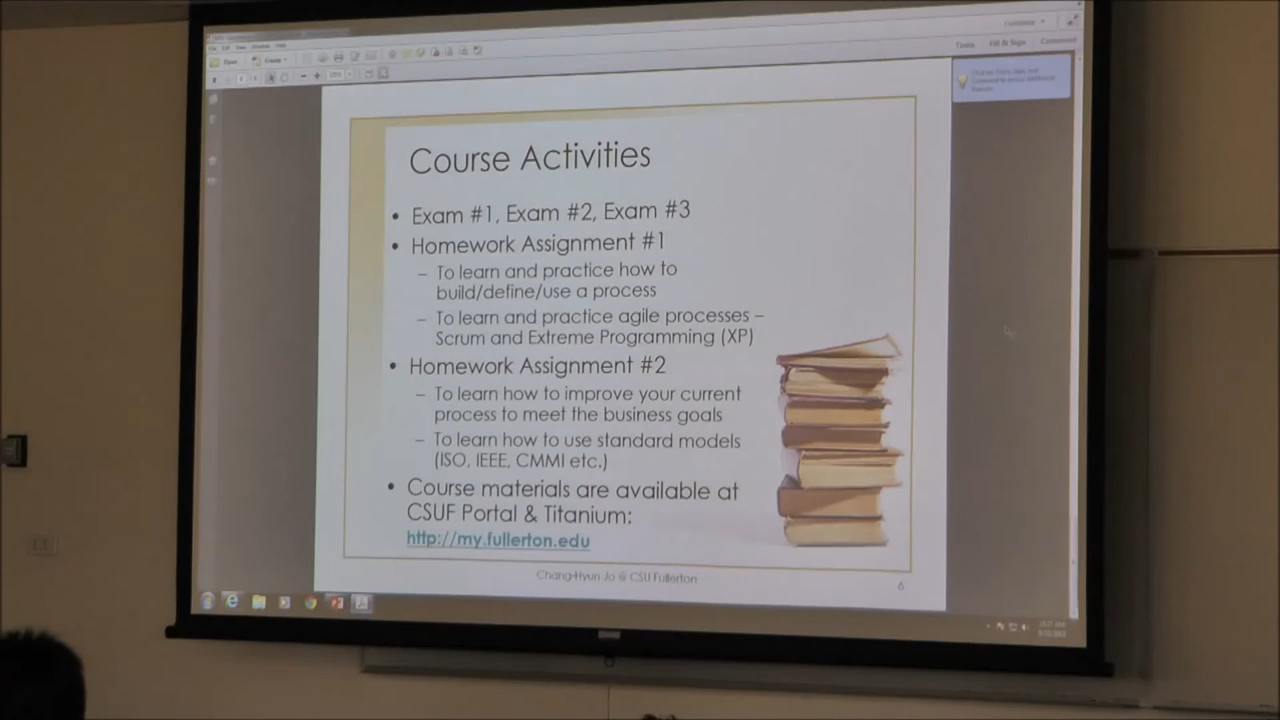 Open
Create
Tools
Fill & Sign
Comment
Course Activities
• Exam #1, Exam #2, Exam #3
• Homework Assignment #1
– To learn and practice how to
build/define/use a process
– To learn and practice agile processes –
Scrum and Extreme Programming (XP)
• Homework Assignment #2
– To learn how to improve your current
process to meet the business goals
– To learn how to use standard models
(ISO, IEEE, CMMI etc.)
• Course materials are available at
CSUF Portal & Titanium:
http://my.fullerton.edu
Chang-Hyun Jo @ CSU Fullerton
6